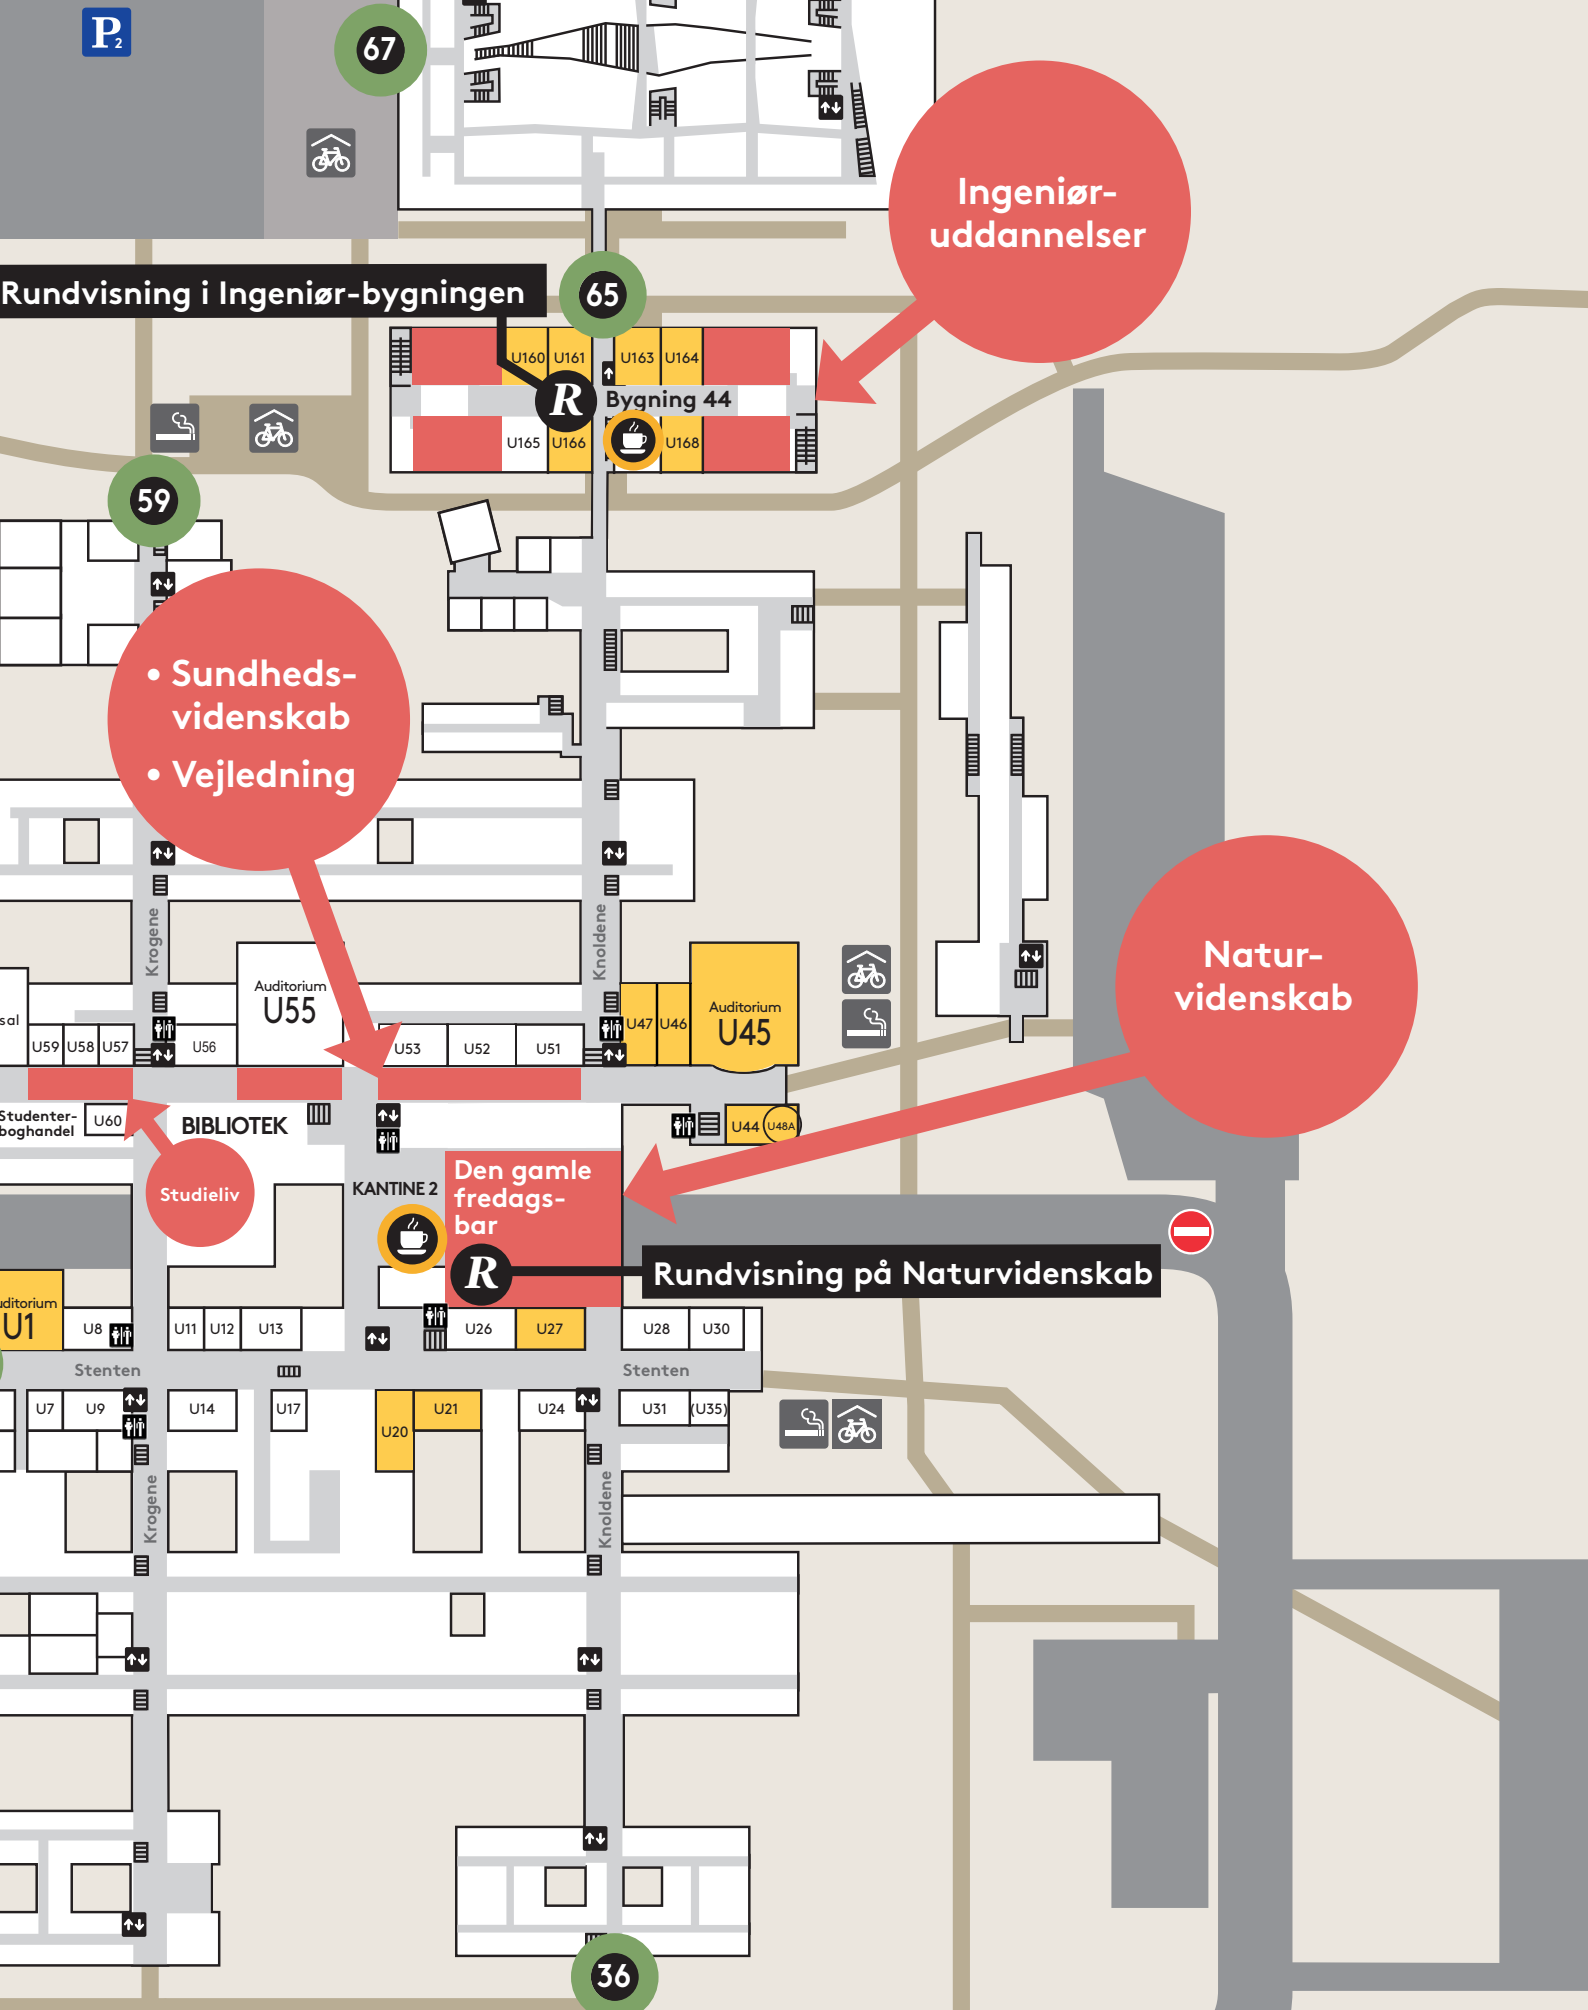 P2
67
Ingeniør-
uddannelser
Rundvisning i Ingeniør-bygningen
65
U160
U161
U163
U164
R
Bygning 44
U165
U166
U168
59
• Sundheds-
videnskab
• Vejledning
Krogene
Knoldene
Natur-
videnskab
Auditorium
U55
Auditorium
U45
sal
U59
U58
U57
U56
U53
U52
U51
U47
U46
Studenter-
boghandel
U60
BIBLIOTEK
U44
U48A
Studieliv
KANTINE 2
Den gamle
fredags-
bar
R
Rundvisning på Naturvidenskab
uditorium
U1
U8
U11
U12
U13
U26
U27
U28
U30
Stenten
Stenten
U7
U9
U14
U17
U20
U21
U24
U31
(U35)
Krogene
Knoldene
36